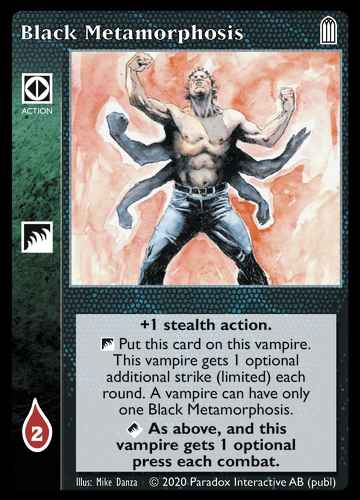 Black Metamorphosis
ACTION
+1 stealth action.
Put this card on this vampire.
This vampire gets 1 optional
additional strike (limited) each
round. A vampire can have only
one Black Metamorphosis.
As above, and this
vampire gets 1 optional
press each combat.
2
Illus: Mike Danza © 2020 Paradox Interactive AB (publ)